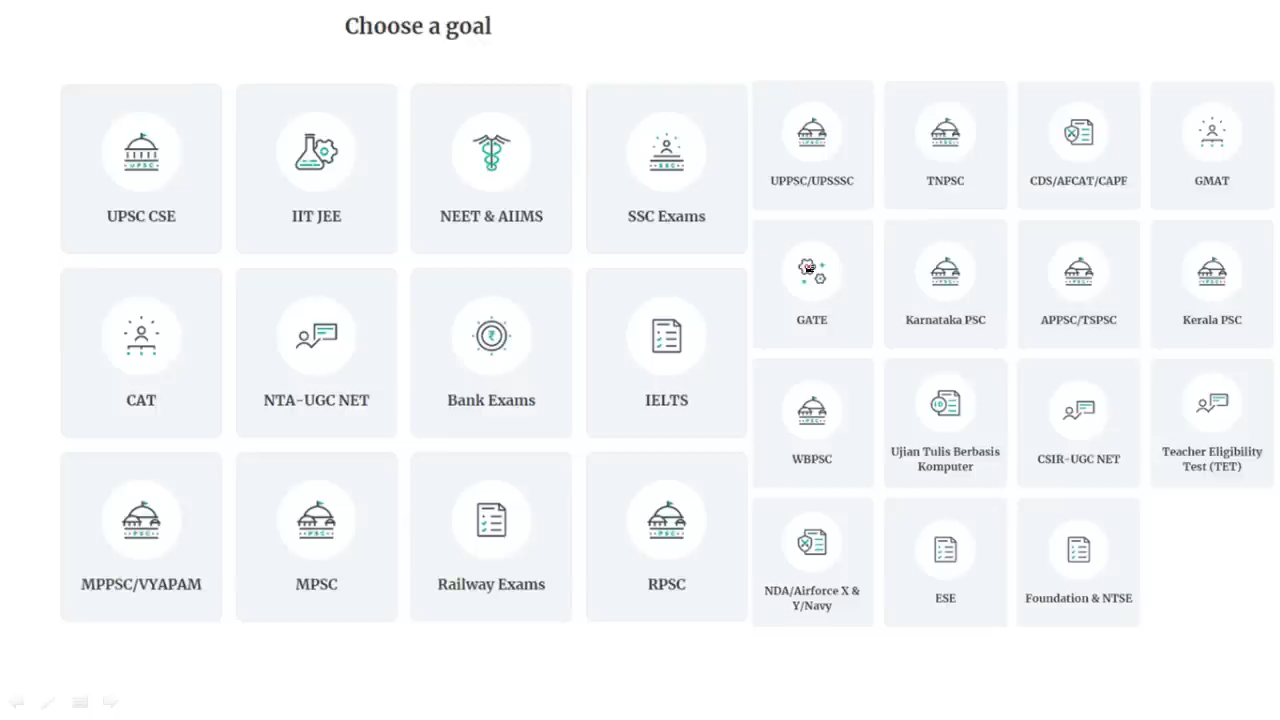 Choose a goal
UPSC CSE
IIT JEE
NEET & AIIMS
SSC Exams
CAT
NTA-UGC NET
Bank Exams
IELTS
MPPSC/VYAPAM
MPSC
Railway Exams
RPSC
UPPSC/UPSSSC
TNPSC
CDS/AFCAT/CAPF
GMAT
GATE
Karnataka PSC
APPSC/TSPSC
Kerala PSC
WBPSC
Ujian Tulis Berbasis
Komputer
CSIR-UGC NET
Teacher Eligibility
Test (TET)
NDA/Airforce X &
Y/Navy
ESE
Foundation & NTSE